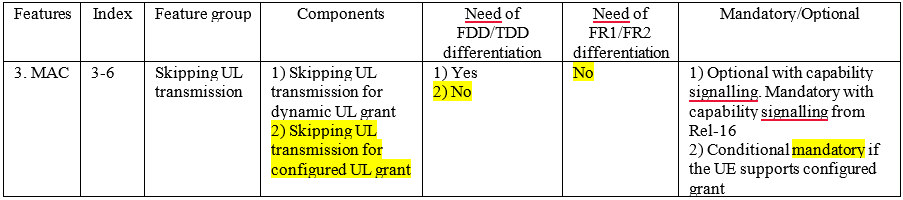 Features
Index
Feature group
Components
Need of
FDD/TDD
differentiation
Need of
FR1/FR2
differentiation
Mandatory/Optional
3. MAC
3-6
Skipping UL
transmission
1) Skipping UL
transmission for
dynamic UL grant
2) Skipping UL
transmission for
configured UL grant
1) Yes
2) No
No
1) Optional with capability
signalling. Mandatory with
capability signalling from
Rel-16
2) Conditional mandatory if
the UE supports configured
grant